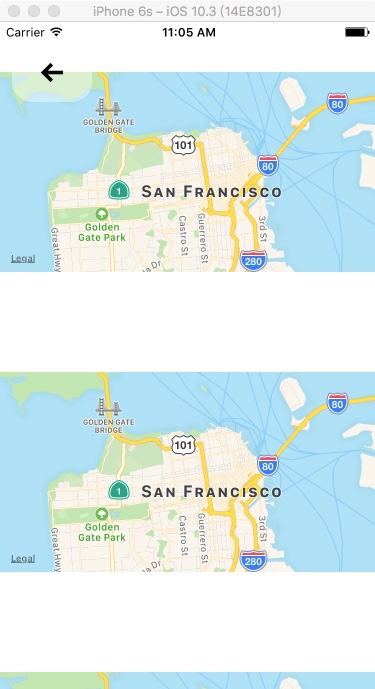 iPhone 6s – iOS 10.3 (14E8301)
Carrier 11:05 AM
GOLDEN GATE
BRIDGE
101
80
80
1
SAN FRANCISCO
Golden
Gate Park
Great Hwy
Castro St
Guerrero St
3rd St
280
Legal
GOLDEN GATE
BRIDGE
101
80
80
1
SAN FRANCISCO
Golden
Gate Park
Great Hwy
Castro St
Guerrero St
3rd St
280
Legal